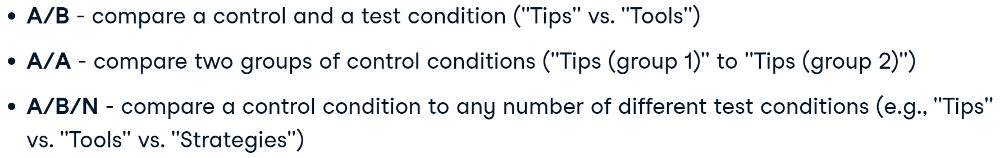 • A/B - compare a control and a test condition ("Tips" vs. "Tools")
• A/A - compare two groups of control conditions ("Tips (group 1)" to "Tips (group 2)")
• A/B/N - compare a control condition to any number of different test conditions (e.g., "Tips"
vs. "Tools" vs. "Strategies")